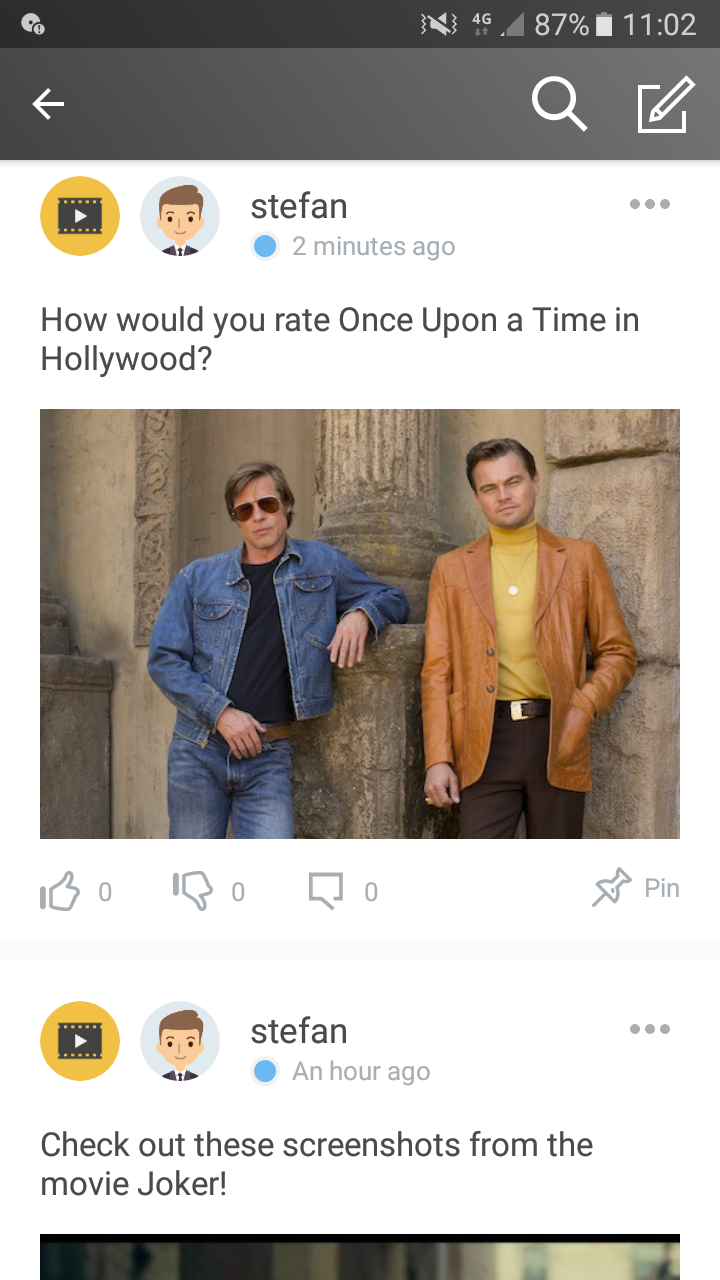 4G 87% 11:02
stefan
2 minutes ago
How would you rate Once Upon a Time in
Hollywood?
0 0 0 Pin
stefan
An hour ago
Check out these screenshots from the
movie Joker!